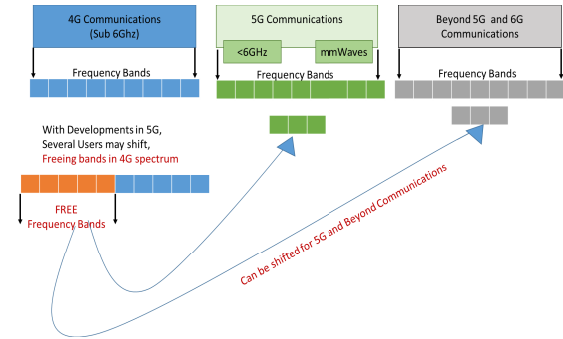 4G Communications
(Sub 6Ghz)
5G Communications
<6GHz
mmWaves
Beyond 5G and 6G
Communications
Frequency Bands
Frequency Bands
Frequency Bands
With Developments in 5G,
Several Users may shift,
Freeing bands in 4G spectrum
FREE
Frequency Bands
Can be shifted for 5G and Beyond Communications